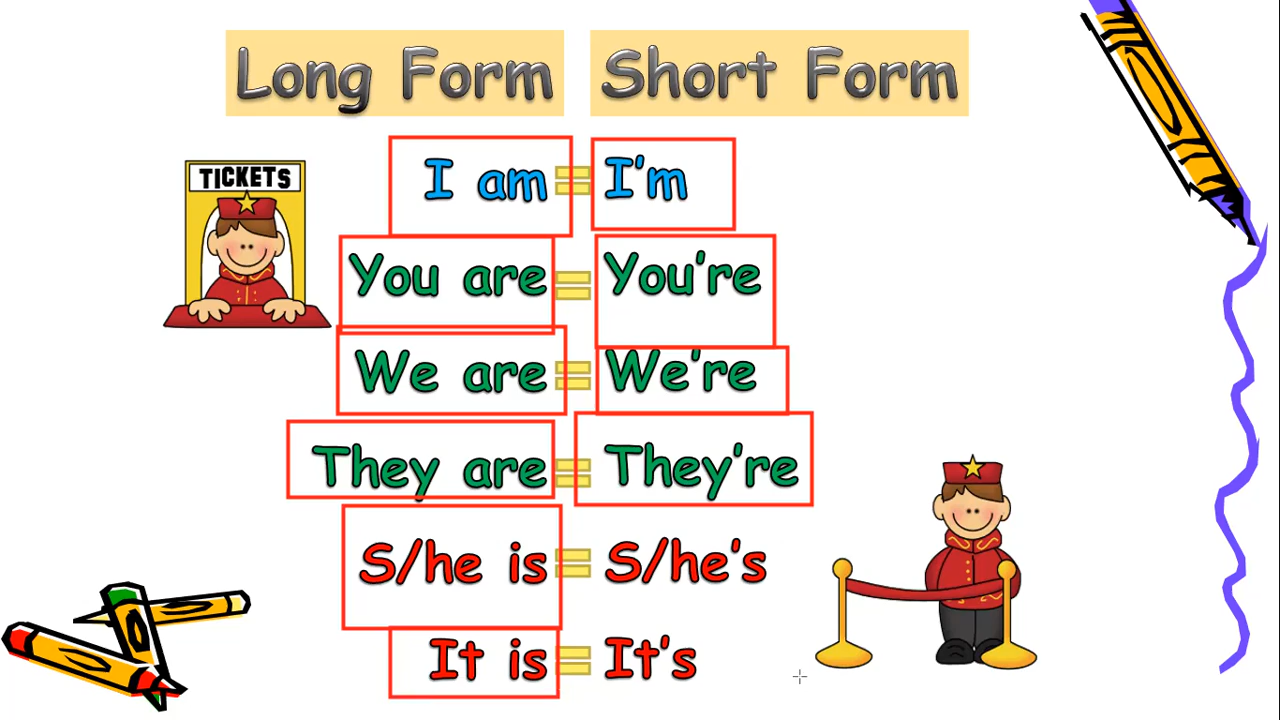 Long Form Short Form
TICKETS
I am = I'm
You are = You're
We are = We're
They are = They're
S/he is = S/he's
It is = It's